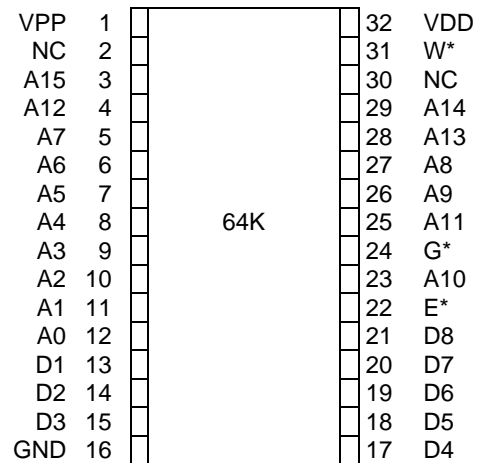 VPP 1 32 VDD
NC 2 31 W*
A15 3 30 NC
A12 4 29 A14
A7 5 28 A13
A6 6 27 A8
A5 7 26 A9
A4 8 64K 25 A11
A3 9 24 G*
A2 10 23 A10
A1 11 22 E*
A0 12 21 D8
D1 13 20 D7
D2 14 19 D6
D3 15 18 D5
GND 16 17 D4